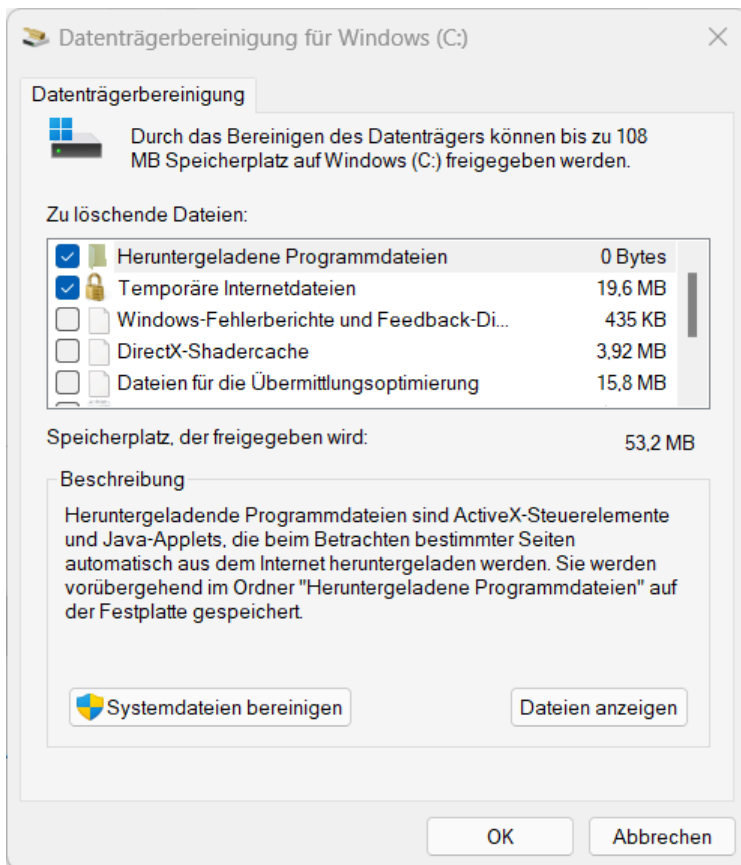 Datenträgerbereinigung für Windows (C:)
Datenträgerbereinigung
Durch das Bereinigen des Datenträgers können bis zu 108
MB Speicherplatz auf Windows (C:) freigegeben werden.
Zu löschende Dateien:
Heruntergeladene Programmdateien 0 Bytes
Temporäre Internetdateien 19,6 MB
Windows-Fehlerberichte und Feedback-Di... 435 KB
DirectX-Shadercache 3,92 MB
Dateien für die Übermittlungsoptimierung 15,8 MB
Speicherplatz, der freigegeben wird: 53,2 MB
Beschreibung
Heruntergeladende Programmdateien sind ActiveX-Steuerelemente
und Java-Applets, die beim Betrachten bestimmter Seiten
automatisch aus dem Internet heruntergeladen werden. Sie werden
vorübergehend im Ordner "Heruntergeladene Programmdateien" auf
der Festplatte gespeichert.
Systemdateien bereinigen Dateien anzeigen
OK Abbrechen